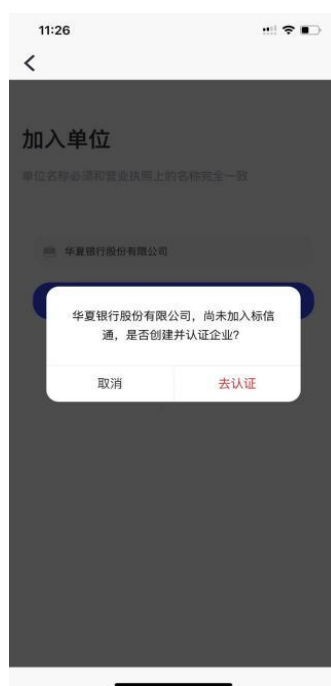 11:26
加入单位
单位名称必须和营业执照上的名称完全一致
华夏银行股份有限公司
华夏银行股份有限公司，尚未加入标信
通，是否创建并认证企业？
取消
去认证